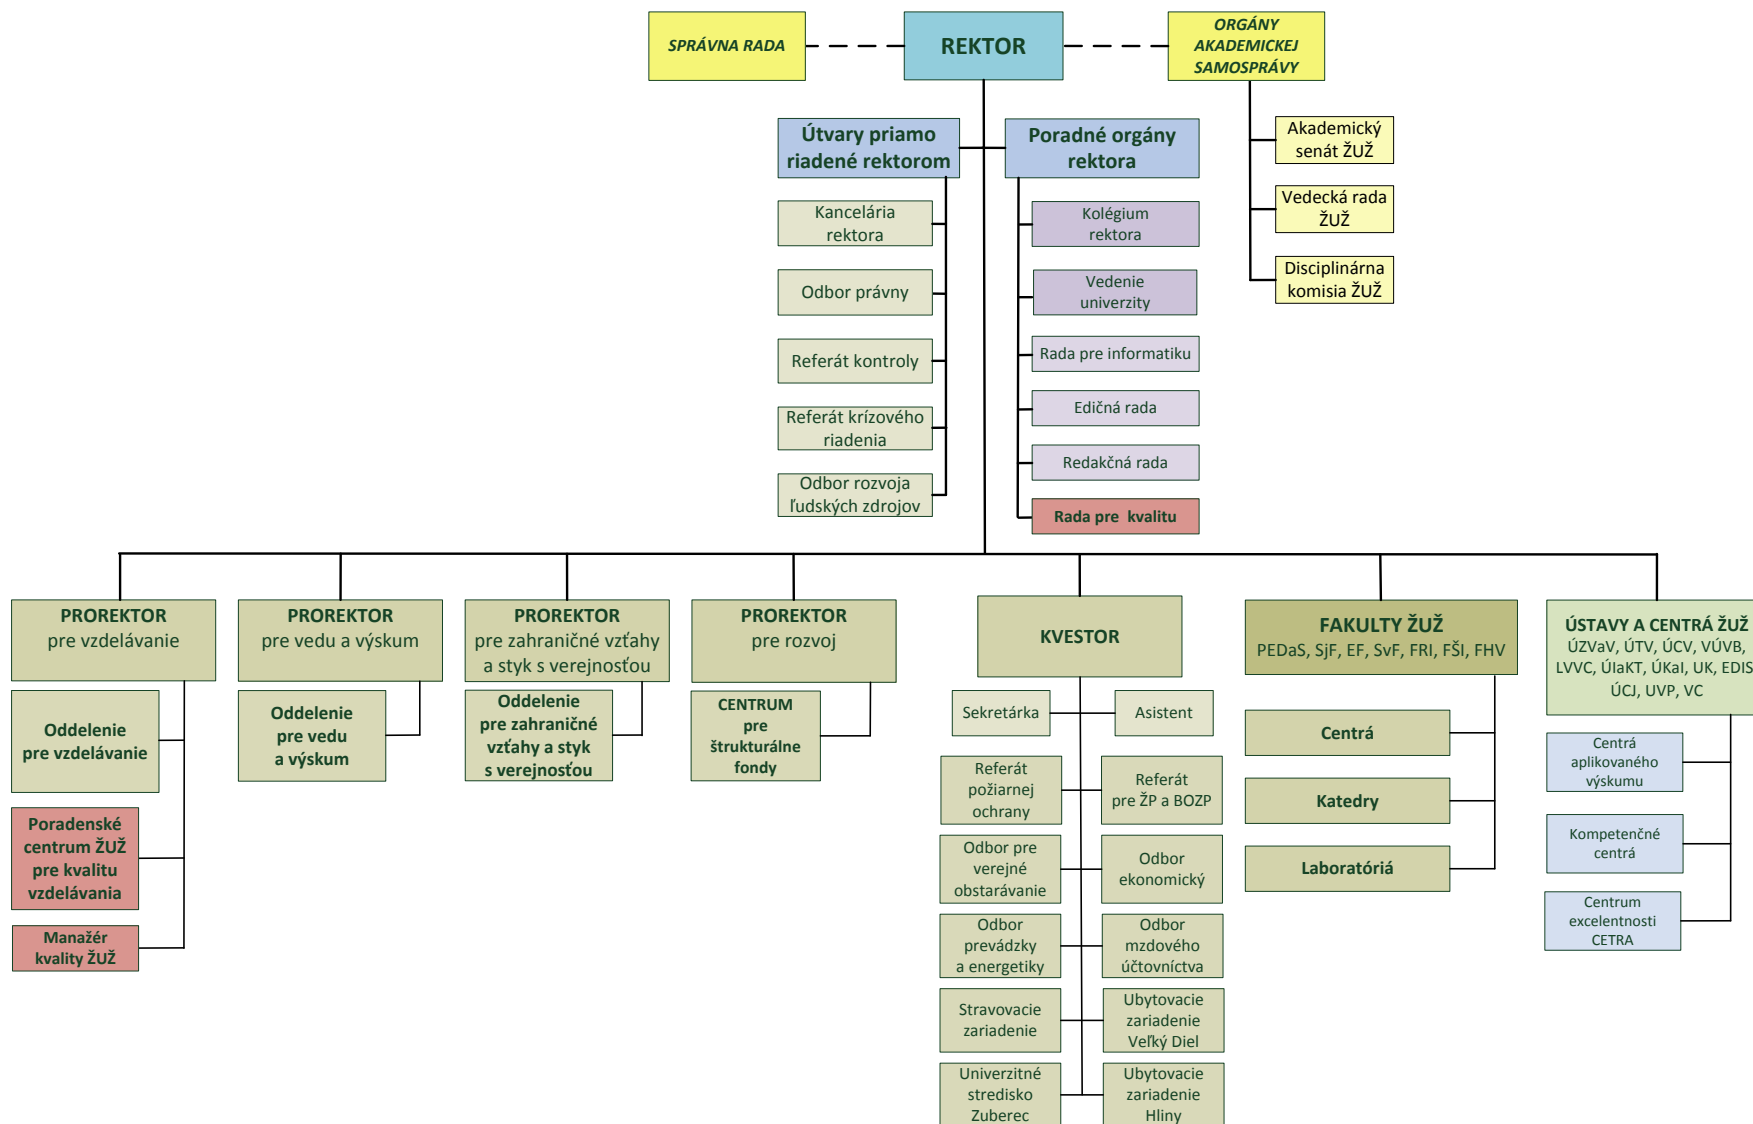 SPRÁVNA RADA
REKTOR
ORGÁNY
AKADEMICKEJ
SAMOSPRÁVY
Akademický
senát ŽUŽ
Vedecká rada
ŽUŽ
Disciplinárna
komisia ŽUŽ
Útvary priamo
riadené rektorom
Kancelária
rektora
Odbor právny
Referát kontroly
Referát krízového
riadenia
Odbor rozvoja
ľudských zdrojov
Poradné orgány
rektora
Kolégium
rektora
Vedenie
univerzity
Rada pre informatiku
Edičná rada
Redakčná rada
Rada pre kvalitu
PROREKTOR
pre vzdelávanie
Oddelenie
pre vzdelávanie
Poradenské
centrum ŽUŽ
pre kvalitu
vzdelávania
Manažér
kvality ŽUŽ
PROREKTOR
pre vedu a výskum
Oddelenie
pre vedu
a výskum
PROREKTOR
pre zahraničné vzťahy
a styk s verejnosťou
Oddelenie
pre zahraničné
vzťahy a styk
s verejnosťou
PROREKTOR
pre rozvoj
CENTRUM
pre
štrukturálne
fondy
KVESTOR
Sekretárka
Asistent
Referát
požiarnej
ochrany
Referát
pre ŽP a BOZP
Odbor pre
verejné
obstarávanie
Odbor
ekonomický
Odbor
prevádzky
a energetiky
Odbor
mzdového
účtovníctva
Stravovacie
zariadenie
Ubytovacie
zariadenie
Veľký Diel
Univerzitné
stredisko
Zuberec
Ubytovacie
zariadenie
Hliny
FAKULTY ŽUŽ
PEDaS, SjF, EF, SvF, FRI, FŠI, FHV
Centrá
Katedry
Laboratóriá
ÚSTAVY A CENTRÁ ŽUŽ
ÚZVaV, ÚTV, ÚCV, VÚVB,
LVVC, ÚIaKT, ÚKaI, UK, EDIS
ÚCJ, UVP, VC
Centrá
aplikovaného
výskumu
Kompetenčné
centrá
Centrum
excelentnosti
CETRA